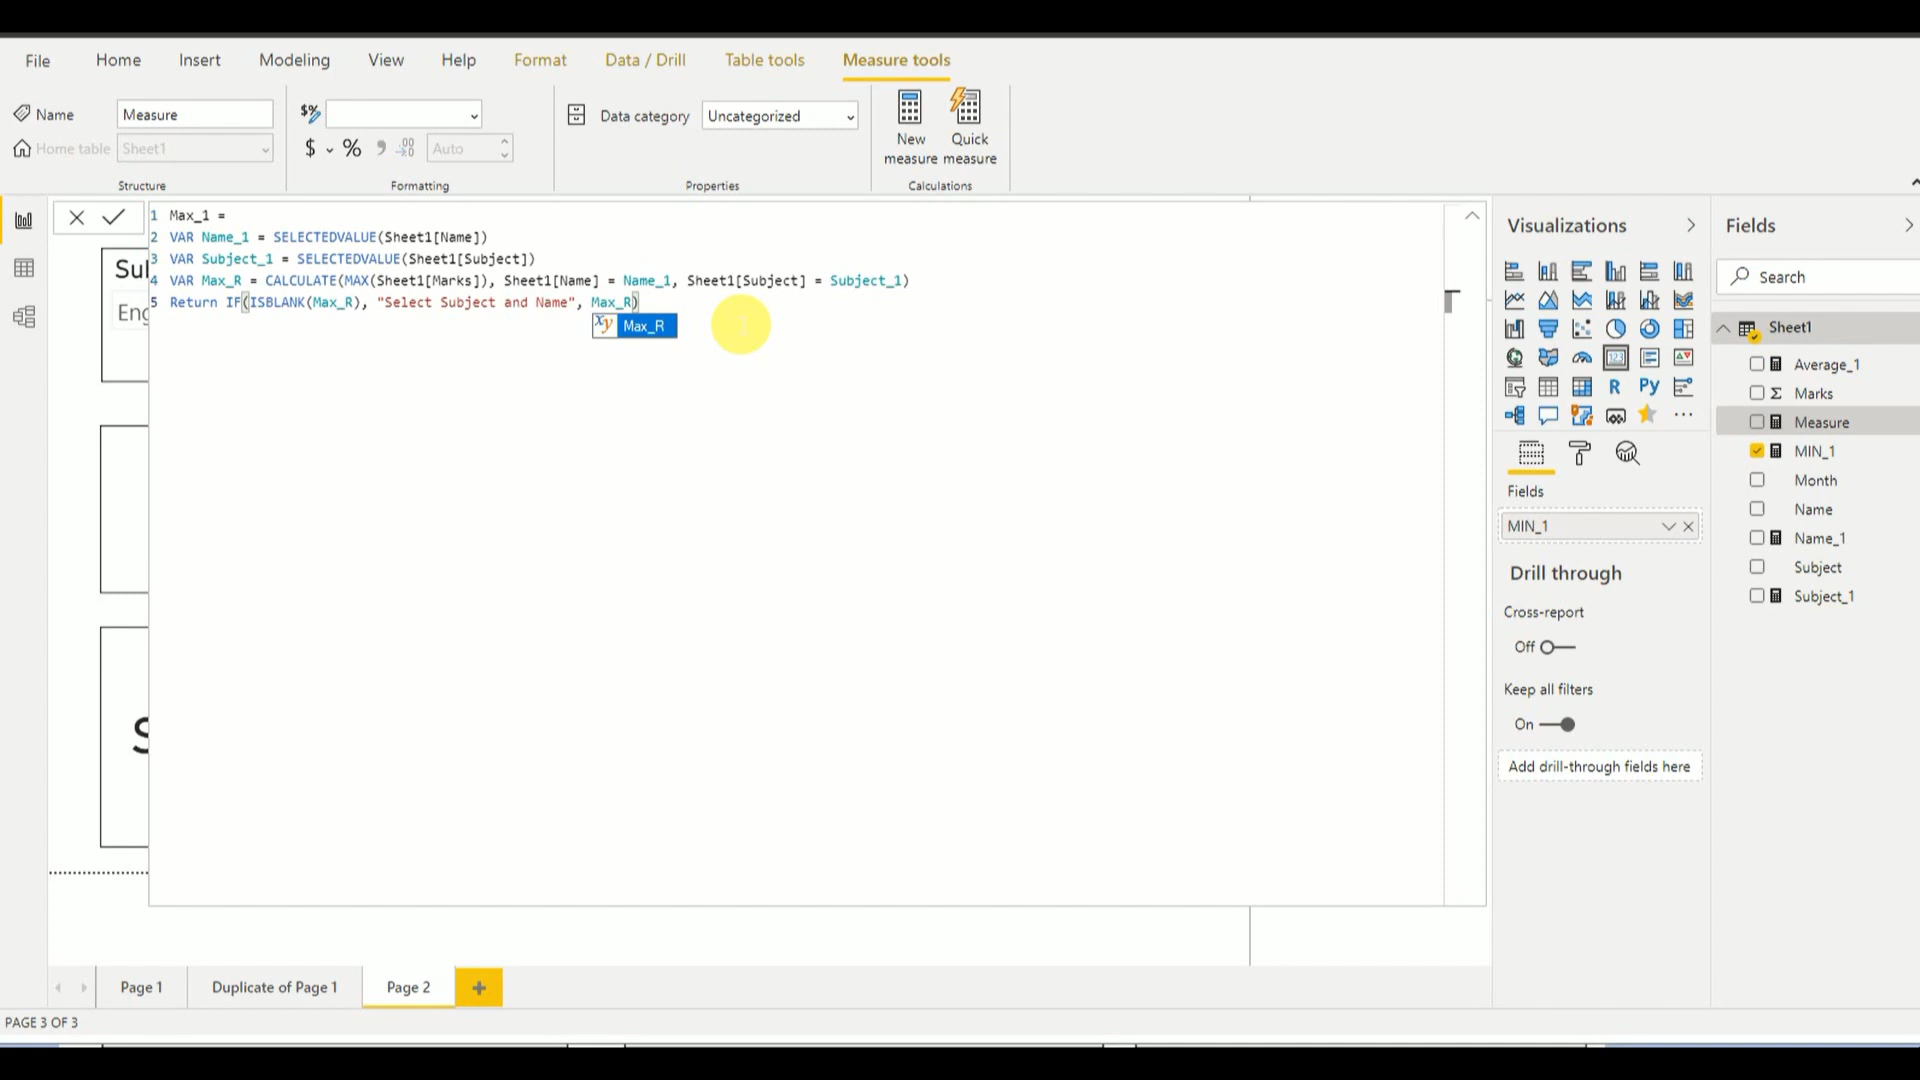 File Home Insert Modeling View Help Format Data / Drill Table tools Measure tools
Name Measure
Home table Sheet1
Structure
$%
$ % 9 .00 Auto
Formatting
Data category Uncategorized
Properties
New measure
Quick measure
Calculations
1 Max_1 =
2 VAR Name_1 = SELECTEDVALUE(Sheet1[Name])
3 VAR Subject_1 = SELECTEDVALUE(Sheet1[Subject])
4 VAR Max_R = CALCULATE(MAX(Sheet1[Marks]), Sheet1[Name] = Name_1, Sheet1[Subject] = Subject_1)
5 Return IF(ISBLANK(Max_R), "Select Subject and Name", Max_R)
xy Max_R
Sul
Eng
S
Visualizations
123
R Py
Fields
MIN_1
Drill through
Cross-report
Off
Keep all filters
On
Add drill-through fields here
Fields
Search
Sheet1
Average_1
Σ Marks
Measure
MIN_1
Month
Name
Name_1
Subject
Subject_1
Page 1 Duplicate of Page 1 Page 2 +
PAGE 3 OF 3